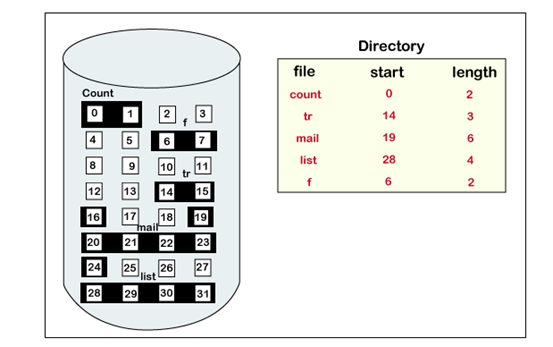 Directory
file start length
count 0 2
tr 14 3
mail 19 6
list 28 4
f 6 2
Count
0 1 2 3
f
4 5 6 7
8 9 10 11
tr
12 13 14 15
16 17 18 19
mail
20 21 22 23
24 25 26 27
list
28 29 30 31